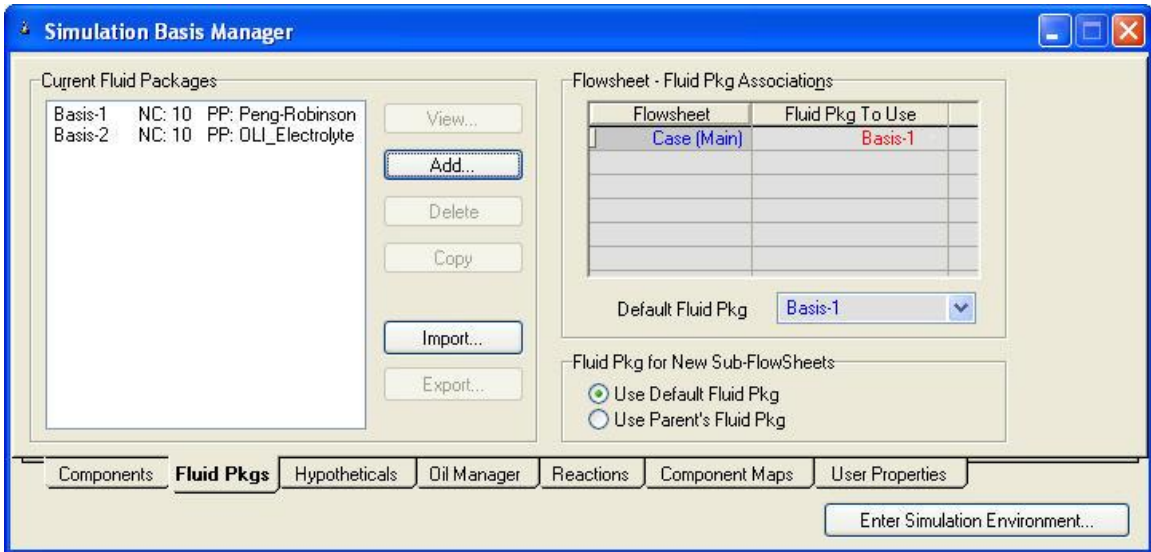 Simulation Basis Manager
Current Fluid Packages
Basis-1 NC: 10 PP: Peng-Robinson
Basis-2 NC: 10 PP: OLI_Electrolyte
View...
Add...
Delete
Copy
Import...
Export...
Flowsheet - Fluid Pkg Associations
Flowsheet Fluid Pkg To Use
Case (Main) Basis-1
Default Fluid Pkg Basis-1
Fluid Pkg for New Sub-FlowSheets
Use Default Fluid Pkg
Use Parent's Fluid Pkg
Components Fluid Pkgs Hypotheticals Oil Manager Reactions Component Maps User Properties
Enter Simulation Environment...